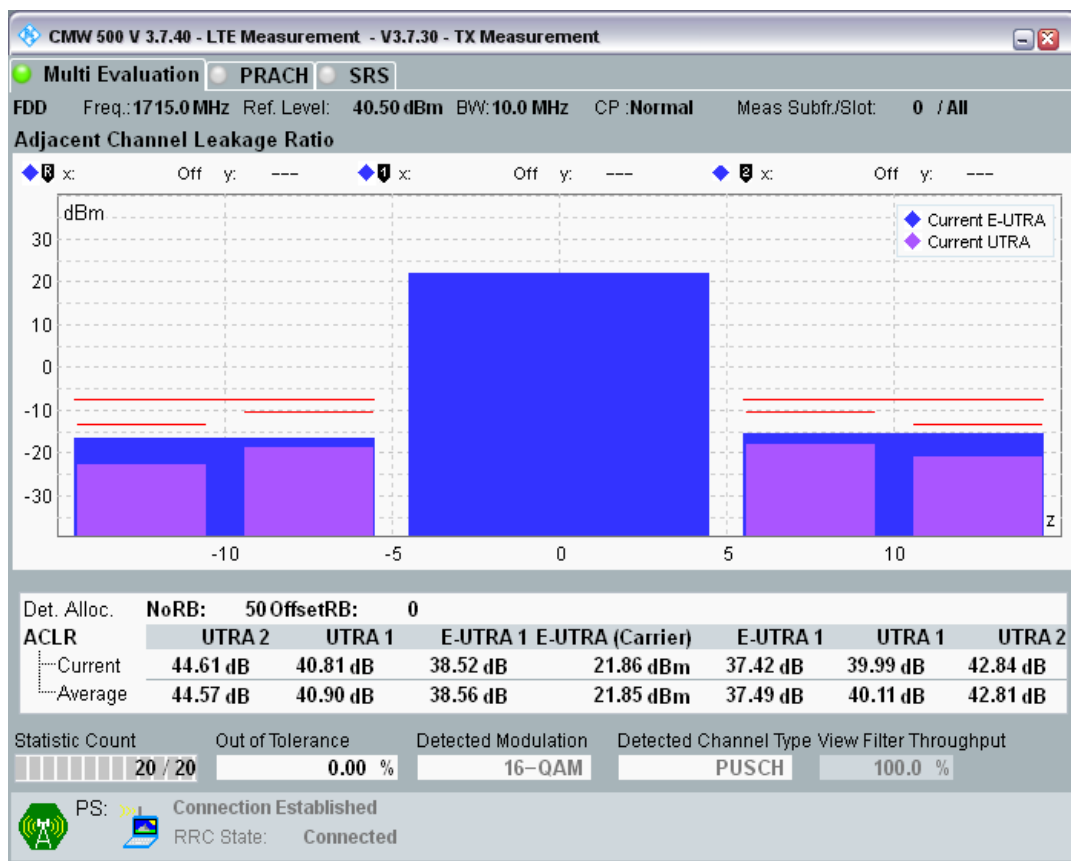 CMW 500 V 3.7.40 - LTE Measurement - V3.7.30 - TX Measurement
Multi Evaluation PRACH SRS
FDD Freq.:1715.0 MHz Ref. Level: 40.50 dBm BW:10.0 MHz CP :Normal Meas Subfr./Slot: 0 / All
Adjacent Channel Leakage Ratio
R x: Off y: --- 1 x: Off y: --- 2 x: Off y: ---
dBm
Current E-UTRA
Current UTRA
30
20
10
0
-10
-20
-30
z
-10 -5 0 5 10
Det. Alloc. NoRB: 50 OffsetRB: 0
ACLR UTRA 2 UTRA 1 E-UTRA 1 E-UTRA (Carrier) E-UTRA 1 UTRA 1 UTRA 2
Current 44.61 dB 40.81 dB 38.52 dB 21.86 dBm 37.42 dB 39.99 dB 42.84 dB
Average 44.57 dB 40.90 dB 38.56 dB 21.85 dBm 37.49 dB 40.11 dB 42.81 dB
Statistic Count Out of Tolerance Detected Modulation Detected Channel Type View Filter Throughput
20 / 20 0.00 % 16-QAM PUSCH 100.0 %
PS: Connection Established
RRC State: Connected